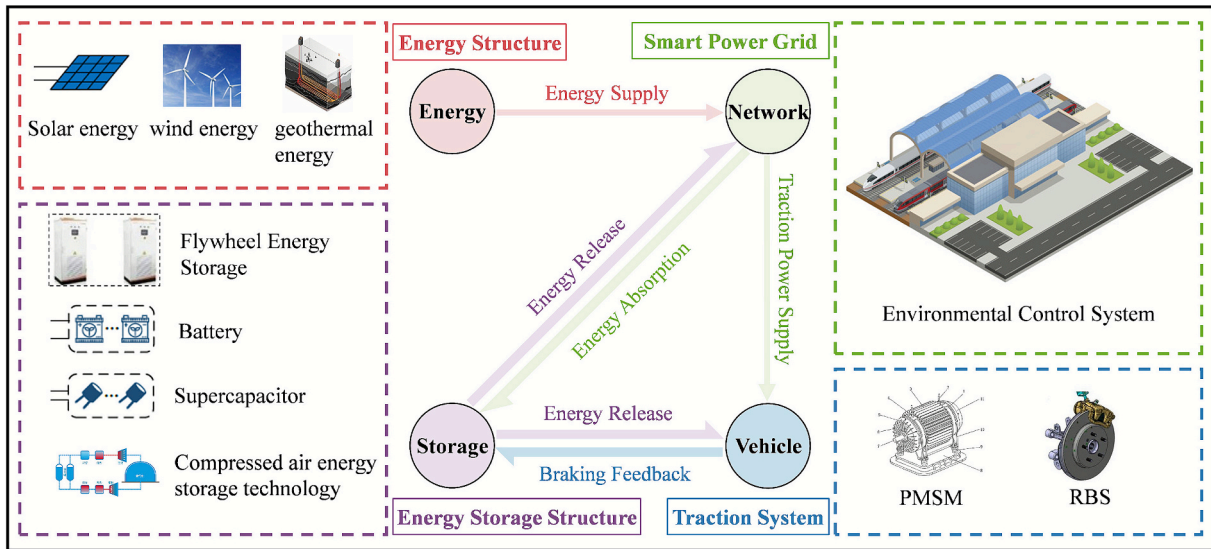 Energy Structure
Smart Power Grid
Solar energy
wind energy
geothermal
energy
Energy
Energy Supply
Network
Flywheel Energy
Storage
Battery
Supercapacitor
Compressed air energy
storage technology
Energy Release
Energy Absorption
Traction Power Supply
Environmental Control System
Storage
Energy Release
Braking Feedback
Vehicle
Energy Storage Structure
Traction System
PMSM
RBS